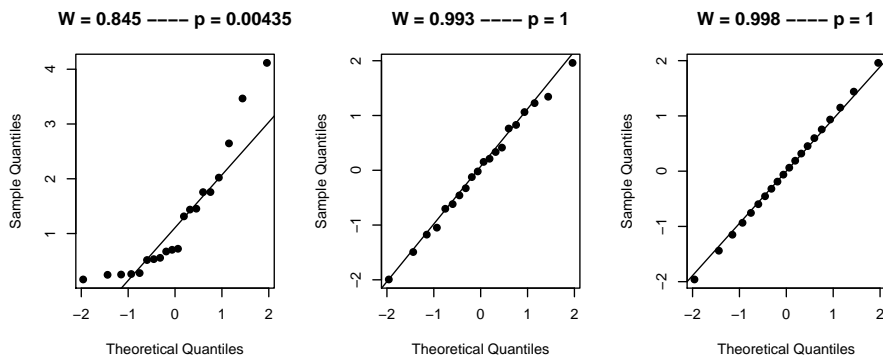 W = 0.845 −−−− p = 0.00435
Sample Quantiles
4
3
2
1
−2 −1 0 1 2
Theoretical Quantiles
W = 0.993 −−−− p = 1
Sample Quantiles
2
1
0
−1
−2
−2 −1 0 1 2
Theoretical Quantiles
W = 0.998 −−−− p = 1
Sample Quantiles
2
1
0
−1
−2
−2 −1 0 1 2
Theoretical Quantiles